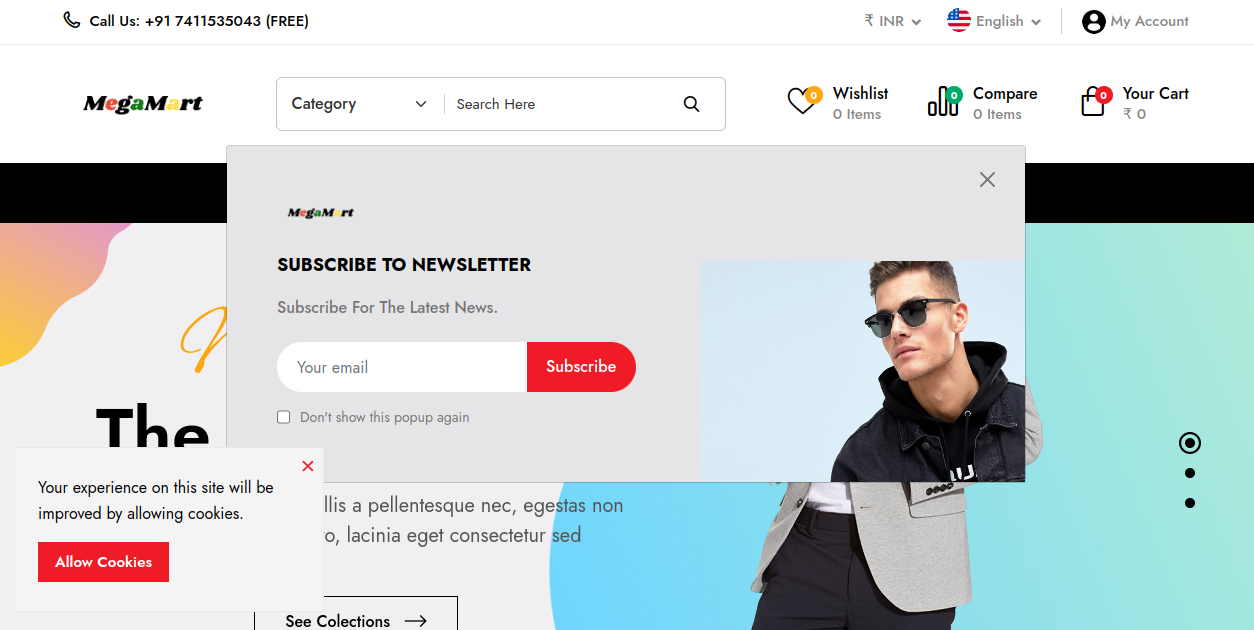 Call Us: +91 7411535043 (FREE)
₹ INR
English
My Account
MegaMart
Category
Search Here
0
Wishlist
0 Items
0
Compare
0 Items
0
Your Cart
₹ 0
MegaMart
SUBSCRIBE TO NEWSLETTER
Subscribe For The Latest News.
Your email
Subscribe
Don't show this popup again
The
llis a pellentesque nec, egestas non
o, lacinia eget consectetur sed
See Colections
Your experience on this site will be
improved by allowing cookies.
Allow Cookies